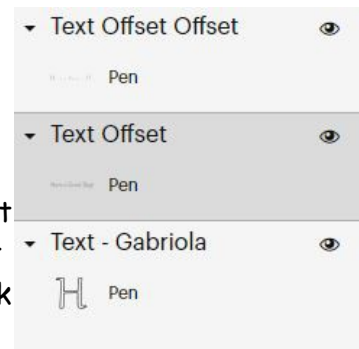 Text Offset Offset
Pen
Text Offset
Pen
t
Text - Gabriola
k
H Pen